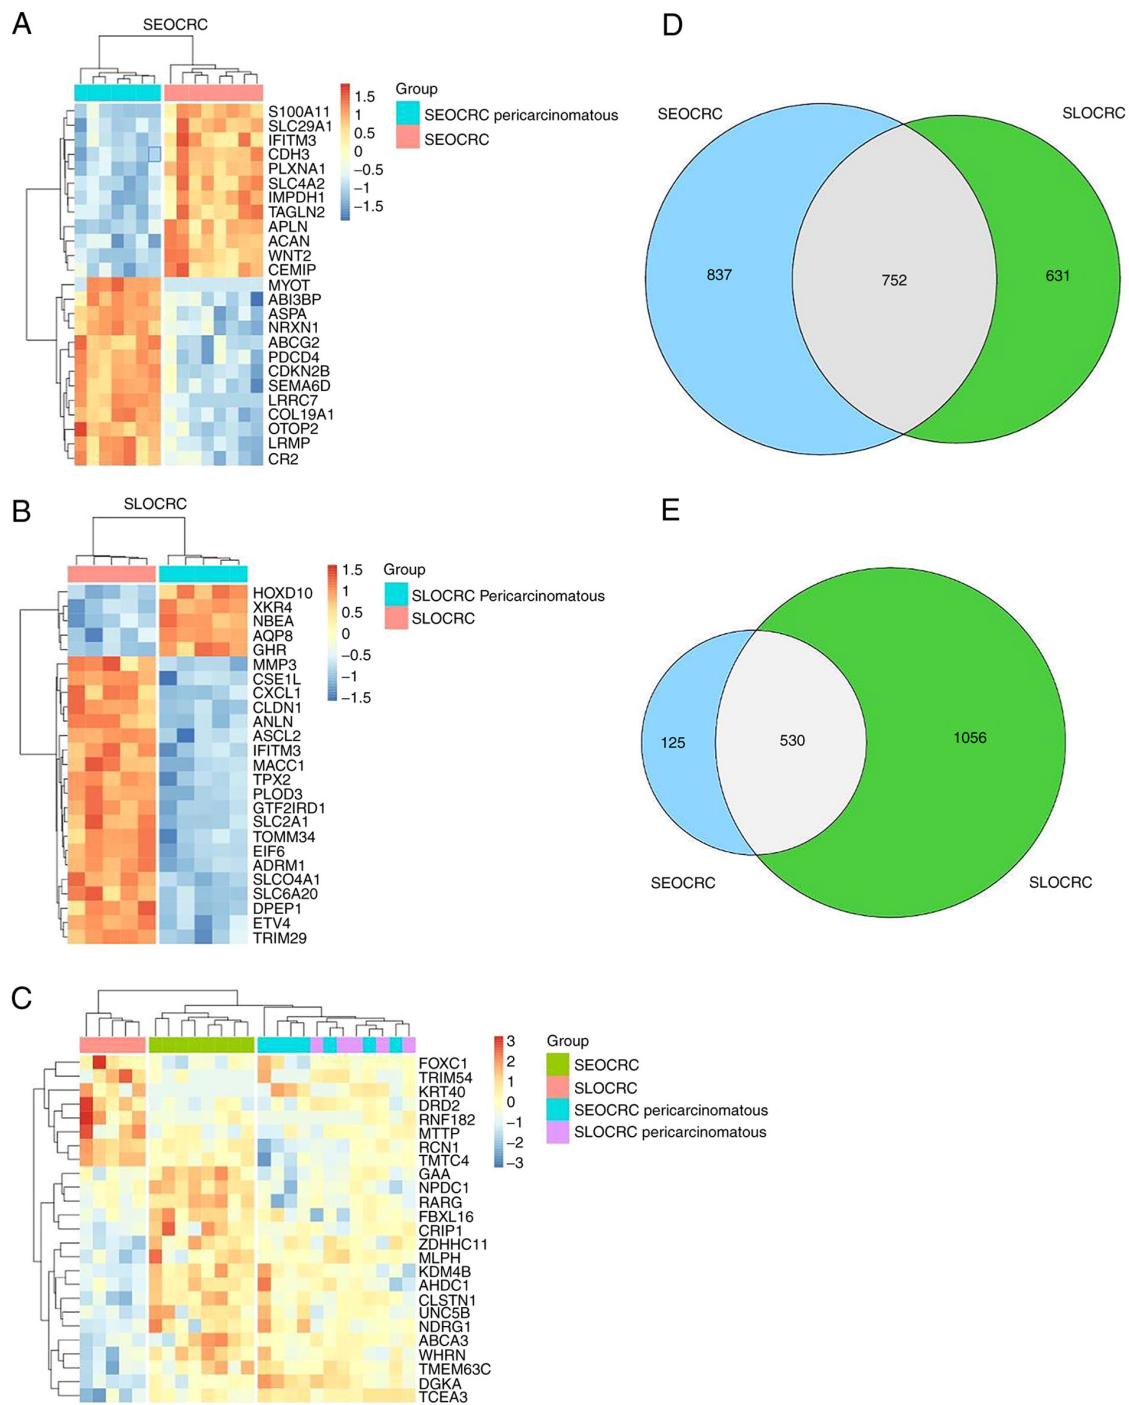 A
SEOCRC
S100A11
SLC29A1
IFITM3
CDH3
PLXNA1
SLC4A2
IMPDH1
TAGLN2
APLN
ACAN
WNT2
CEMIP
MYOT
ABI3BP
ASPA
NRXN1
ABCG2
PDCD4
CDKN2B
SEMA6D
LRRC7
COL19A1
OTOP2
LRMP
CR2
1.5
1
0.5
0
−0.5
−1
−1.5
Group
SEOCRC pericarcinomatous
SEOCRC
B
SLOCRC
HOXD10
XKR4
NBEA
AQP8
GHR
MMP3
CSE1L
CXCL1
CLDN1
ANLN
ASCL2
IFITM3
MACC1
TPX2
PLOD3
GTF2IRD1
SLC2A1
TOMM34
EIF6
ADRM1
SLCO4A1
SLC6A20
DPEP1
ETV4
TRIM29
1.5
1
0.5
0
−0.5
−1
−1.5
Group
SLOCRC Pericarcinomatous
SLOCRC
C
FOXC1
TRIM54
KRT40
DRD2
RNF182
MTTP
RCN1
TMTC4
GAA
NPDC1
RARG
FBXL16
CRIP1
ZDHHC11
MLPH
KDM4B
AHDC1
CLSTN1
UNC5B
NDRG1
ABCA3
WHRN
TMEM63C
DGKA
TCEA3
3
2
1
0
−1
−2
−3
Group
SEOCRC
SLOCRC
SEOCRC pericarcinomatous
SLOCRC pericarcinomatous
D
SEOCRC
SLOCRC
837
752
631
E
125
530
1056
SEOCRC
SLOCRC